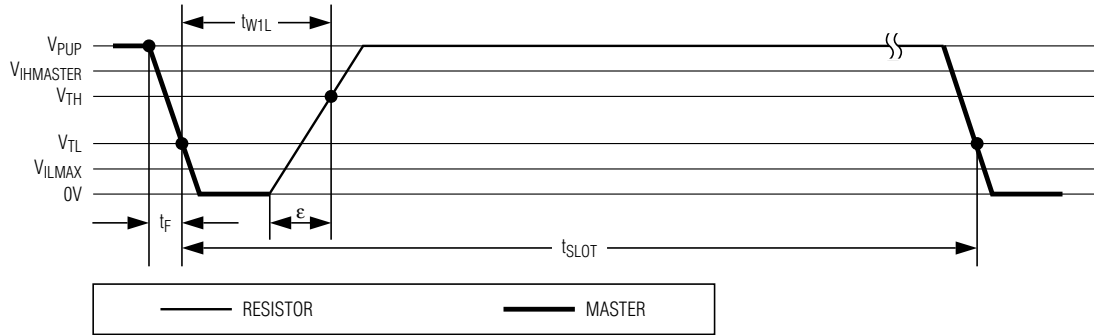 tW1L
VPUP
VIHMASTER
VTH
VTL
VILMAX
0V
tF
ε
tSLOT
RESISTOR
MASTER